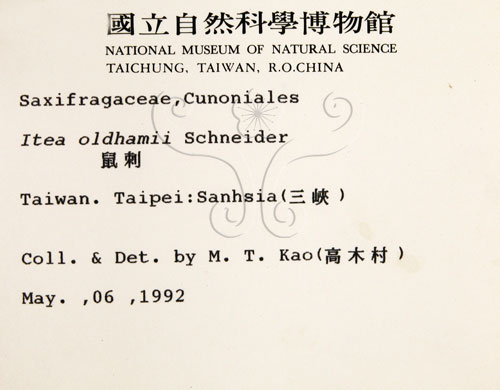 國立自然科學博物館
NATIONAL MUSEUM OF NATURAL SCIENCE
TAICHUNG, TAIWAN, R.O.CHINA
Saxifragaceae,Cunoniales
Itea oldhamii Schneider
鼠刺
Taiwan. Taipei:Sanhsia(三峽)
Coll. & Det. by M. T. Kao(高木村)
May. ,06 ,1992